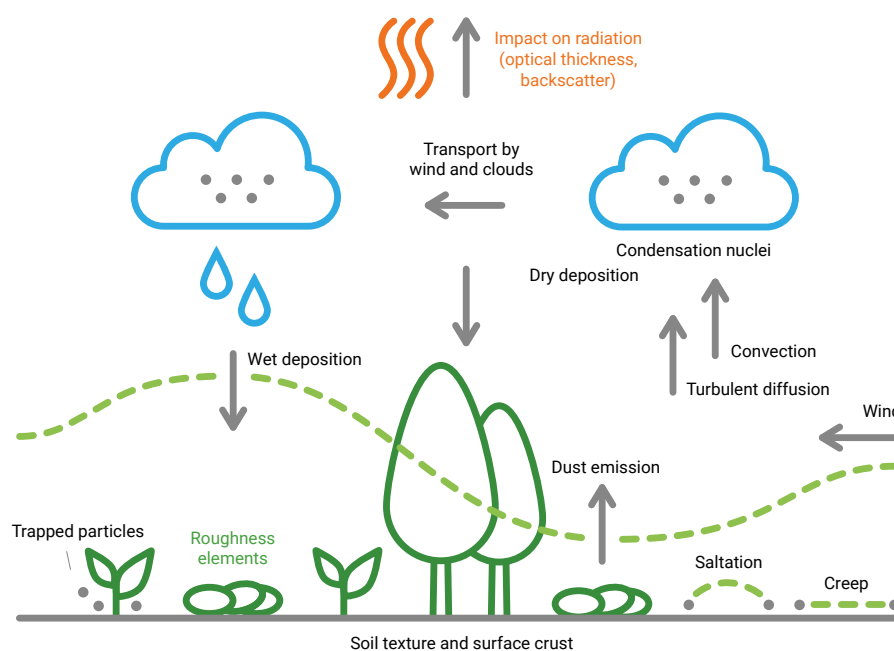 Impact on radiation
(optical thickness,
backscatter)
Transport by
wind and clouds
Condensation nuclei
Dry deposition
Convection
Wet deposition
Turbulent diffusion
Wind
Dust emission
Trapped particles
Roughness
elements
Saltation
Creep
Soil texture and surface crust